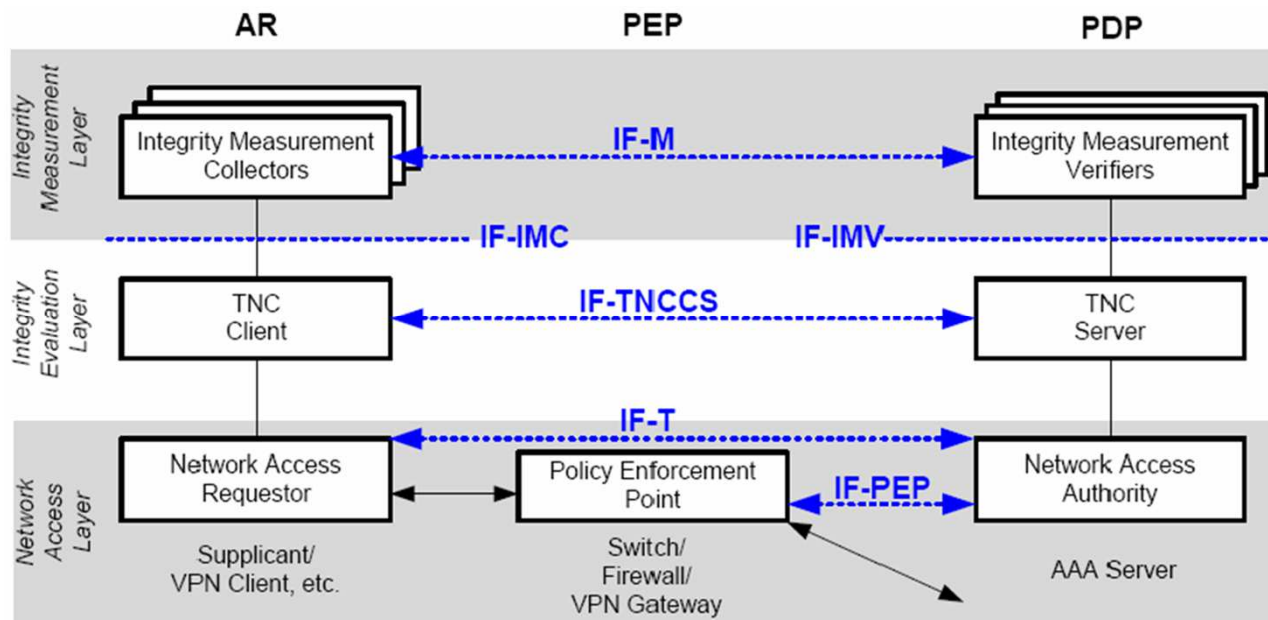 AR
PEP
PDP
Integrity
Measurement
Layer
Integrity Measurement
Collectors
IF-M
Integrity Measurement
Verifiers
IF-IMC
IF-IMV
Integrity
Evaluation
Layer
TNC
Client
IF-TNCCS
TNC
Server
Network
Access
Layer
IF-T
Network Access
Requestor
Policy Enforcement
Point
IF-PEP
Network Access
Authority
Supplicant/
VPN Client, etc.
Switch/
Firewall/
VPN Gateway
AAA Server